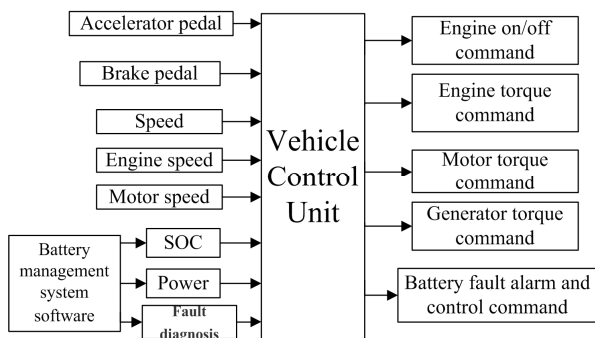 Accelerator pedal
Brake pedal
Speed
Engine speed
Motor speed
Battery
management
system
software
SOC
Power
Fault
diagnosis
Vehicle
Control
Unit
Engine on/off
command
Engine torque
command
Motor torque
command
Generator torque
command
Battery fault alarm and
control command